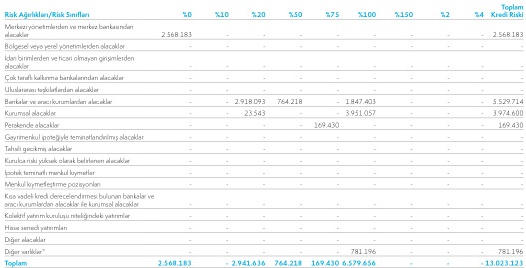 Toplam
Risk Ağırlıkları/Risk Sınıfları %0 %10 %20 %50 %75 %100 %150 %2 %4 Kredi Riski
Merkezi yönetimlerden ve merkez bankasından
alacaklar 2.568.183 - - - - - - - - 2.568.183
Bölgesel veya yerel yönetimlerden alacaklar - - - - - - - - - -
İdari birimlerden ve ticari olmayan girişimlerden
alacaklar - - - - - - - - - -
Çok taraflı kalkınma bankalarından alacaklar - - - - - - - - - -
Uluslararası teşkilatlardan alacaklar - - - - - - - - - -
Bankalar ve aracı kurumlardan alacaklar - - 2.918.093 764.218 - 1.847.403 - - - 5.529.714
Kurumsal alacaklar - - 23.543 - - 3.951.057 - - - 3.974.600
Perakende alacaklar - - - - 169.430 - - - - 169.430
Gayrimenkul ipoteğiyle teminatlandırılmış alacaklar - - - - - - - - - -
Tahsili gecikmiş alacaklar - - - - - - - - - -
Kurulca riski yüksek olarak belirlenen alacaklar - - - - - - - - - -
İpotek teminatlı menkul kıymetler - - - - - - - - - -
Menkul kıymetleştirme pozisyonları - - - - - - - - - -
Kısa vadeli kredi derecelendirmesi bulunan bankalar ve
aracı kurumlardan alacaklar ile kurumsal alacaklar - - - - - - - - - -
Kolektif yatırım kuruluşu niteliğindeki yatırımlar - - - - - - - - - -
Hisse senedi yatırımları - - - - - - - - - -
Diğer alacaklar - - - - - - - - - -
Diğer varlıklar - - - - - 781.196 - - - 781.196
Toplam 2.568.183 - 2.941.636 764.218 169.430 6.579.656 - - - 13.023.123